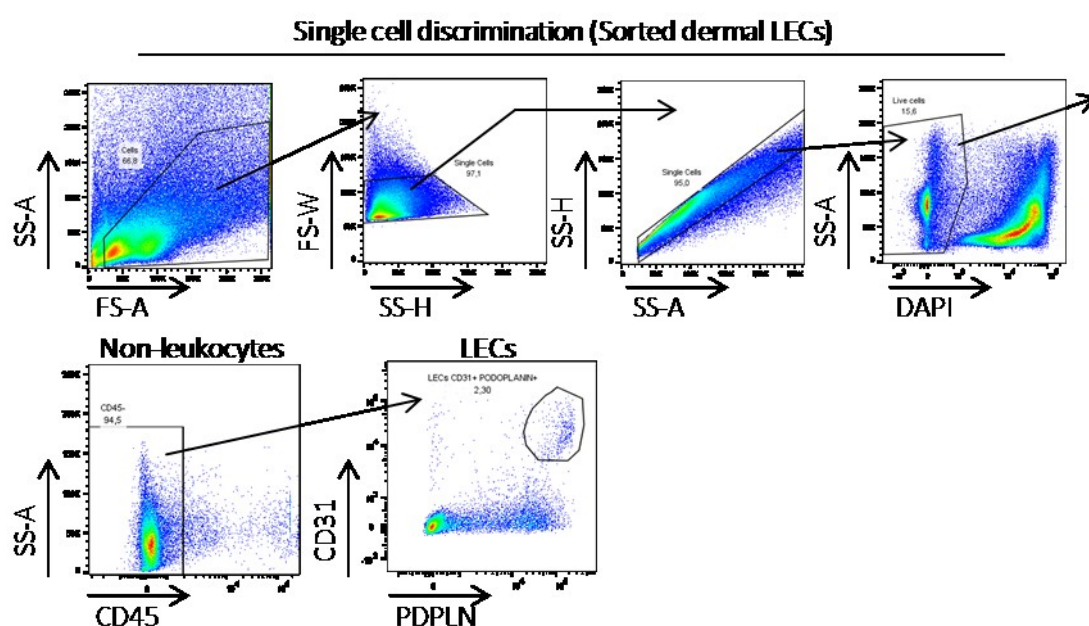 Single cell discrimination (Sorted dermal LECs)
SS-A
Cells
66,8
FS-A
FS-W
Single Cells
97,1
SS-H
SS-H
Single Cells
95,0
SS-A
SS-A
Live cells
15,6
DAPI
Non-leukocytes
SS-A
CD45-
94,5
CD45
LECs
CD31
LECs CD31+ PODOPLANIN+
2,30
PDPLN